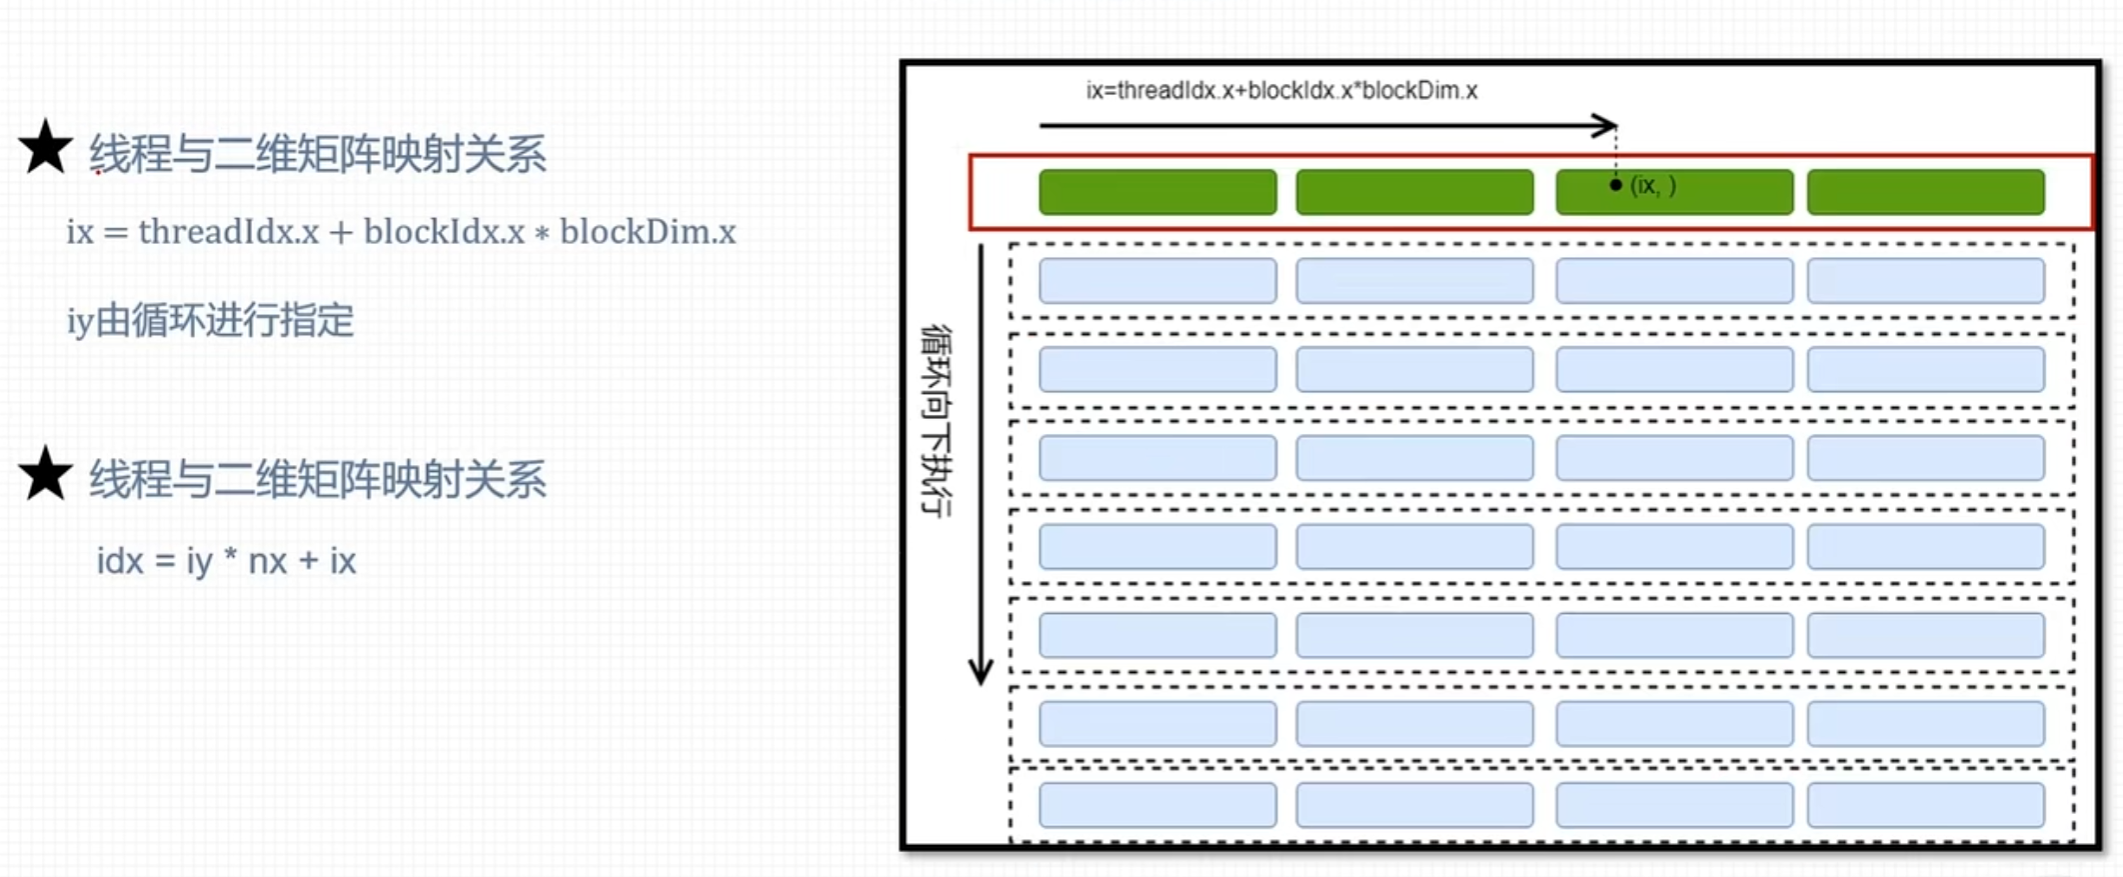 线程与二维矩阵映射关系
ix = threadIdx.x + blockIdx.x ∗ blockDim.x
iy由循环进行指定
线程与二维矩阵映射关系
idx = iy * nx + ix
ix=threadIdx.x+blockIdx.x*blockDim.x
(ix, )
循环向下执行